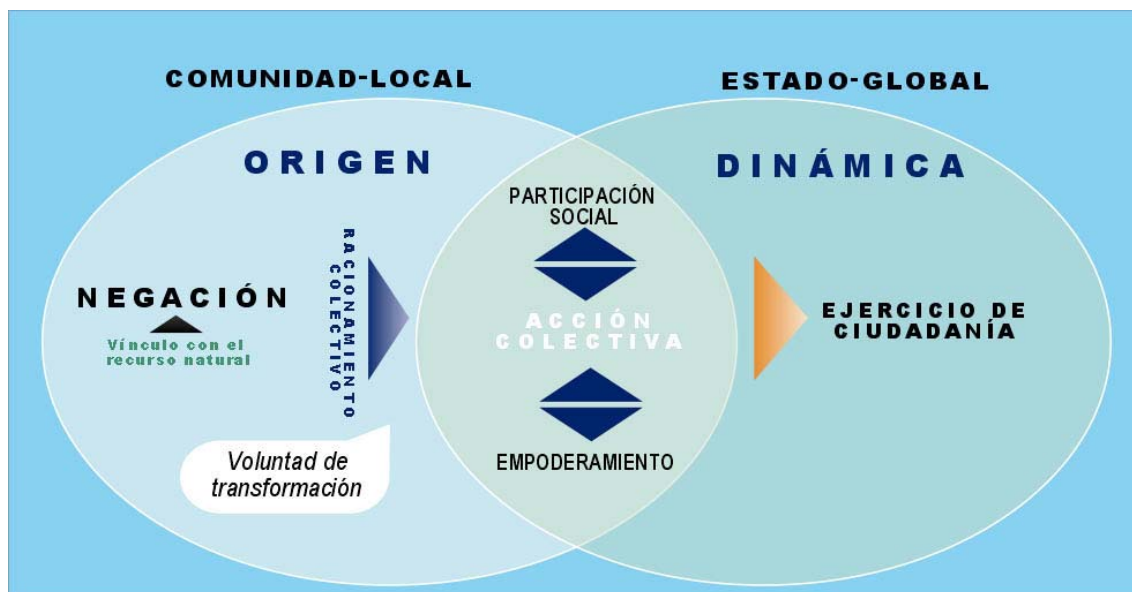 COMUNIDAD-LOCAL
ESTADO-GLOBAL
ORIGEN
DINÁMICA
PARTICIPACIÓN
SOCIAL
RACIONAMIENTO
COLECTIVO
NEGACIÓN
Vínculo con el
recurso natural
ACCIÓN
COLECTIVA
EJERCICIO DE
CIUDADANÍA
Voluntad de
transformación
EMPODERAMIENTO